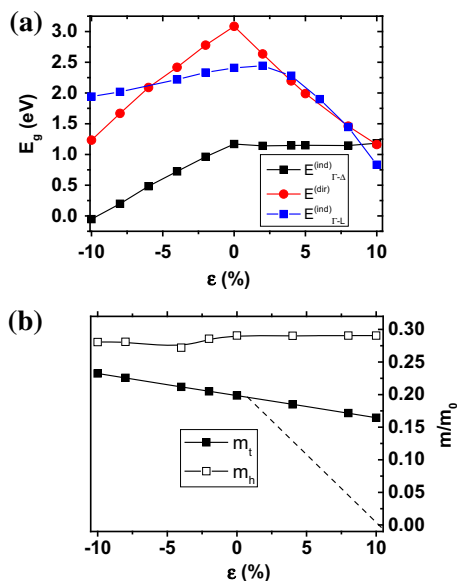 (a)
3.0
2.5
2.0
1.5
1.0
0.5
0.0
E_g (eV)
E^(ind)_Γ-Δ
E^(dir)
E^(ind)_Γ-L
-10 -5 0 5 10
ε (%)
(b)
0.30
0.25
0.20
0.15
0.10
0.05
0.00
m/m_0
m_t
m_h
-10 -5 0 5 10
ε (%)